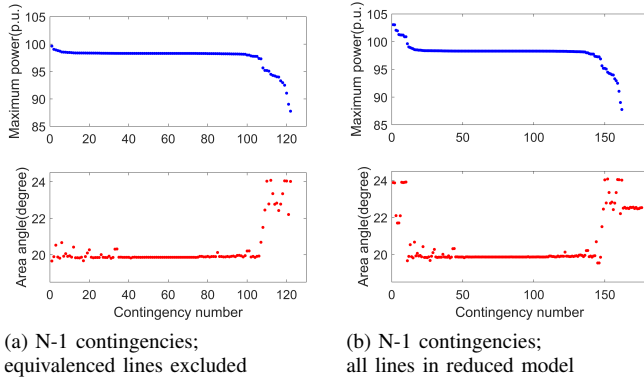 Maximum power(p.u.)
105
100
95
90
85
0 20 40 60 80 100 120
Area angle(degree)
24
22
20
0 20 40 60 80 100 120
Contingency number
(a) N-1 contingencies;
equivalenced lines excluded
Maximum power(p.u.)
105
100
95
90
85
0 50 100 150
Area angle(degree)
24
22
20
0 50 100 150
Contingency number
(b) N-1 contingencies;
all lines in reduced model